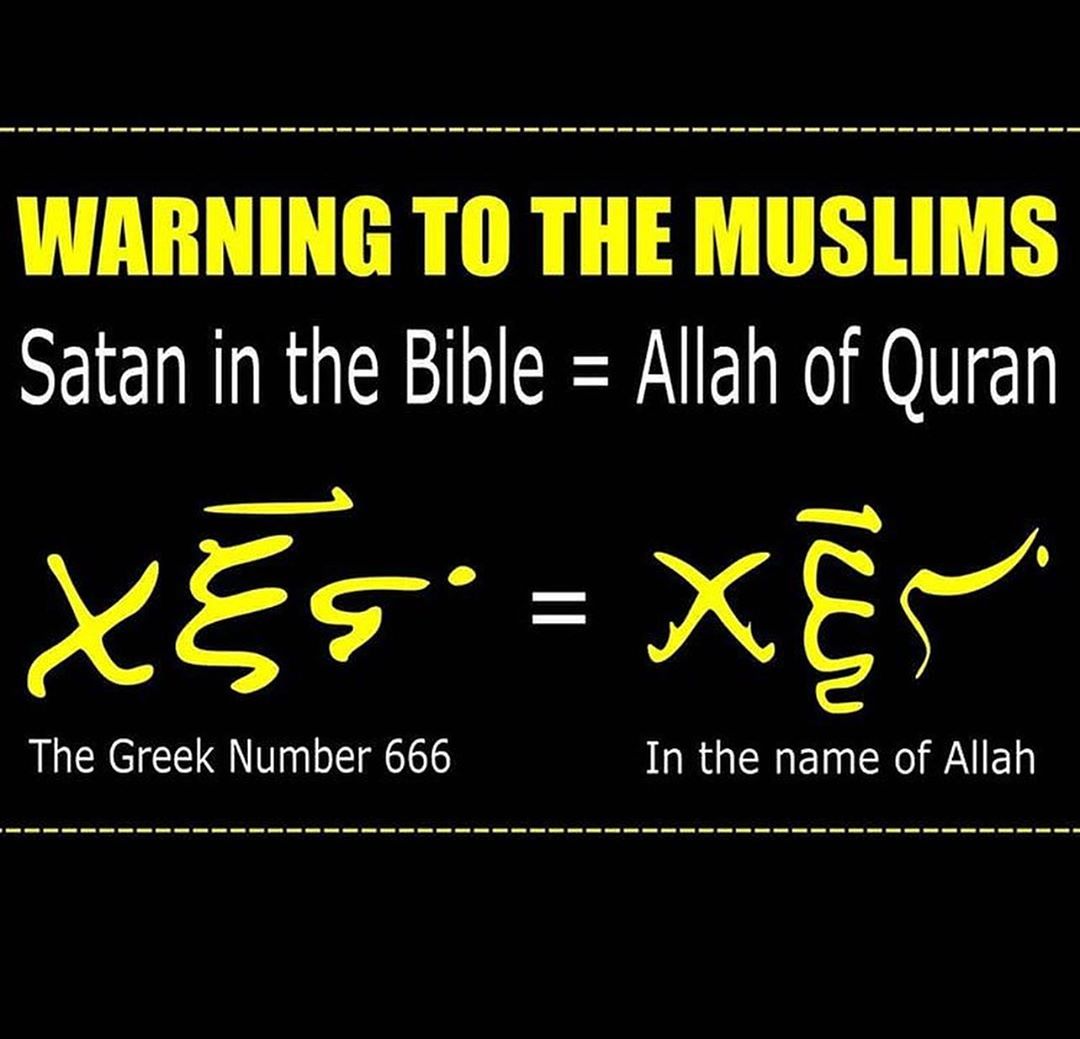 WARNING TO THE MUSLIMS
Satan in the Bible = Allah of Quran
χξϛ =
The Greek Number 666 In the name of Allah